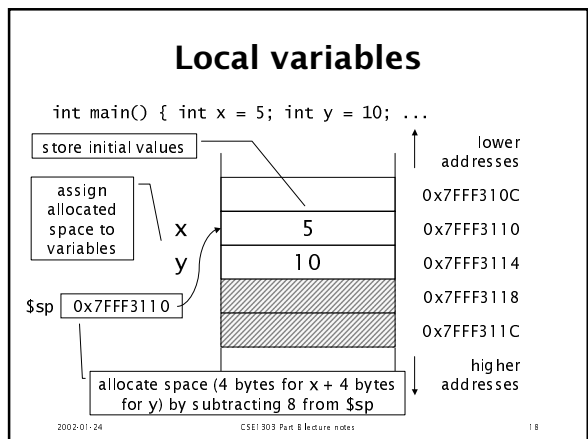 Local variables
int main() { int x = 5; int y = 10; ...
store initial values
lower
addresses
assign
allocated
space to
variables
0x7FFF310C
x
5
0x7FFF3110
y
10
0x7FFF3114
$sp
0x7FFF3110
0x7FFF3118
0x7FFF311C
higher
addresses
allocate space (4 bytes for x + 4 bytes
for y) by subtracting 8 from $sp
2002-01-24
CSE1303 Part B lecture notes
18